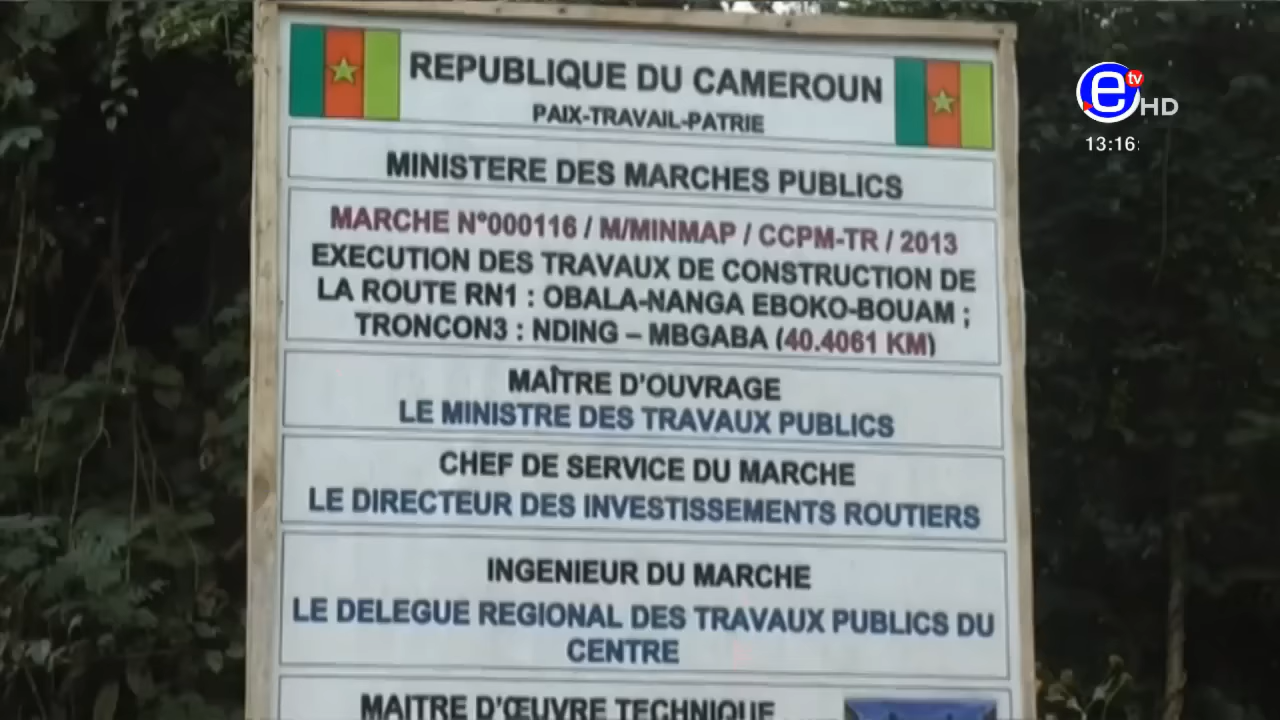 REPUBLIQUE DU CAMEROUN
PAIX-TRAVAIL-PATRIE
MINISTERE DES MARCHES PUBLICS
MARCHE N°000116 / M/MINMAP / CCPM-TR / 2013
EXECUTION DES TRAVAUX DE CONSTRUCTION DE
LA ROUTE RN1 : OBALA-NANGA EBOKO-BOUAM ;
TRONCON3 : NDING – MBGABA (40.4061 KM)
MAÎTRE D'OUVRAGE
LE MINISTRE DES TRAVAUX PUBLICS
CHEF DE SERVICE DU MARCHE
LE DIRECTEUR DES INVESTISSEMENTS ROUTIERS
INGENIEUR DU MARCHE
LE DELEGUE REGIONAL DES TRAVAUX PUBLICS DU
CENTRE
MAITRE D'ŒUVRE TECHNIQUE
e tv HD
13:16: